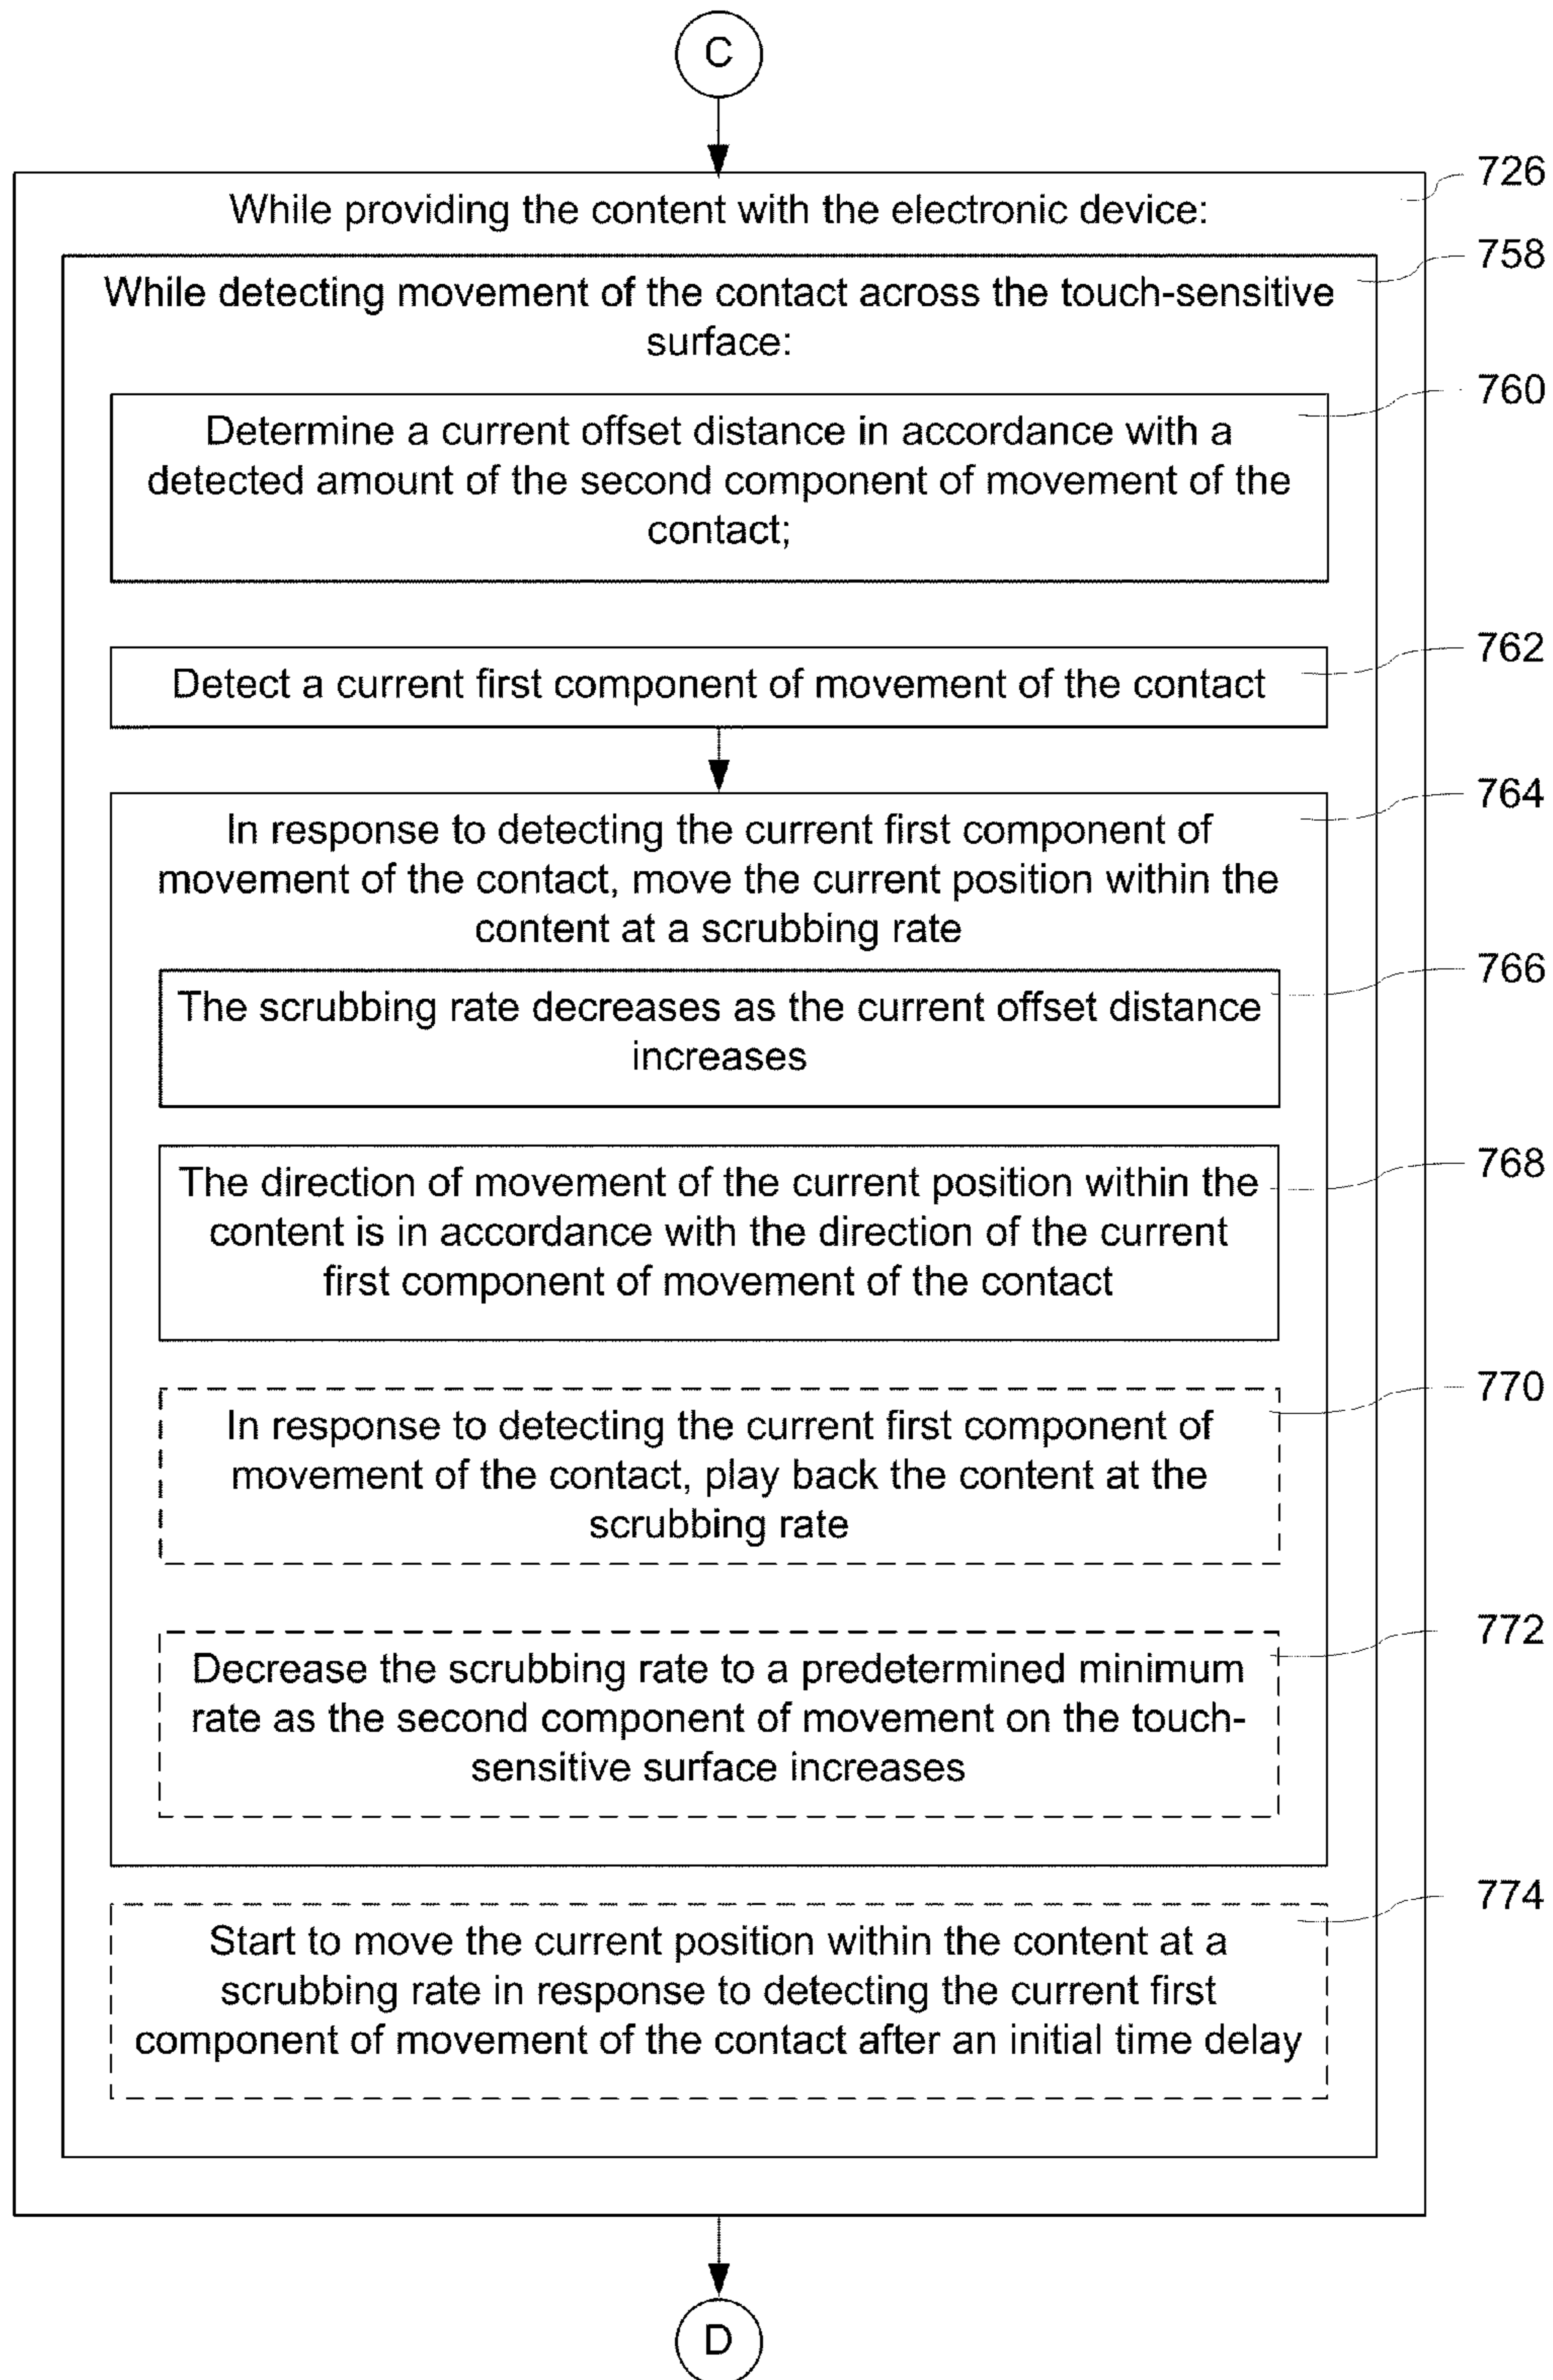 C
726
While providing the content with the electronic device:
758
While detecting movement of the contact across the touch-sensitive
surface:
760
Determine a current offset distance in accordance with a
detected amount of the second component of movement of the
contact;
762
Detect a current first component of movement of the contact
764
In response to detecting the current first component of
movement of the contact, move the current position within the
content at a scrubbing rate
766
The scrubbing rate decreases as the current offset distance
increases
768
The direction of movement of the current position within the
content is in accordance with the direction of the current
first component of movement of the contact
770
In response to detecting the current first component of
movement of the contact, play back the content at the
scrubbing rate
772
Decrease the scrubbing rate to a predetermined minimum
rate as the second component of movement on the touch-
sensitive surface increases
774
Start to move the current position within the content at a
scrubbing rate in response to detecting the current first
component of movement of the contact after an initial time delay
D